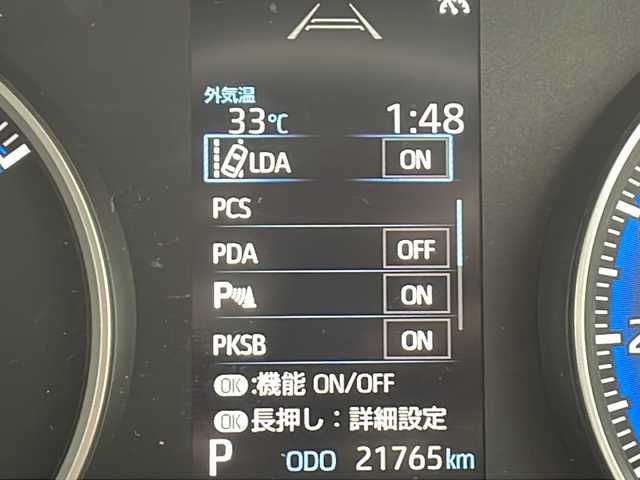 外気温
33℃ 1:48
LDA ON
PCS
PDA OFF
P ON
PKSB ON
OK:機能 ON/OFF
OK長押し：詳細設定
P ODO 21765km